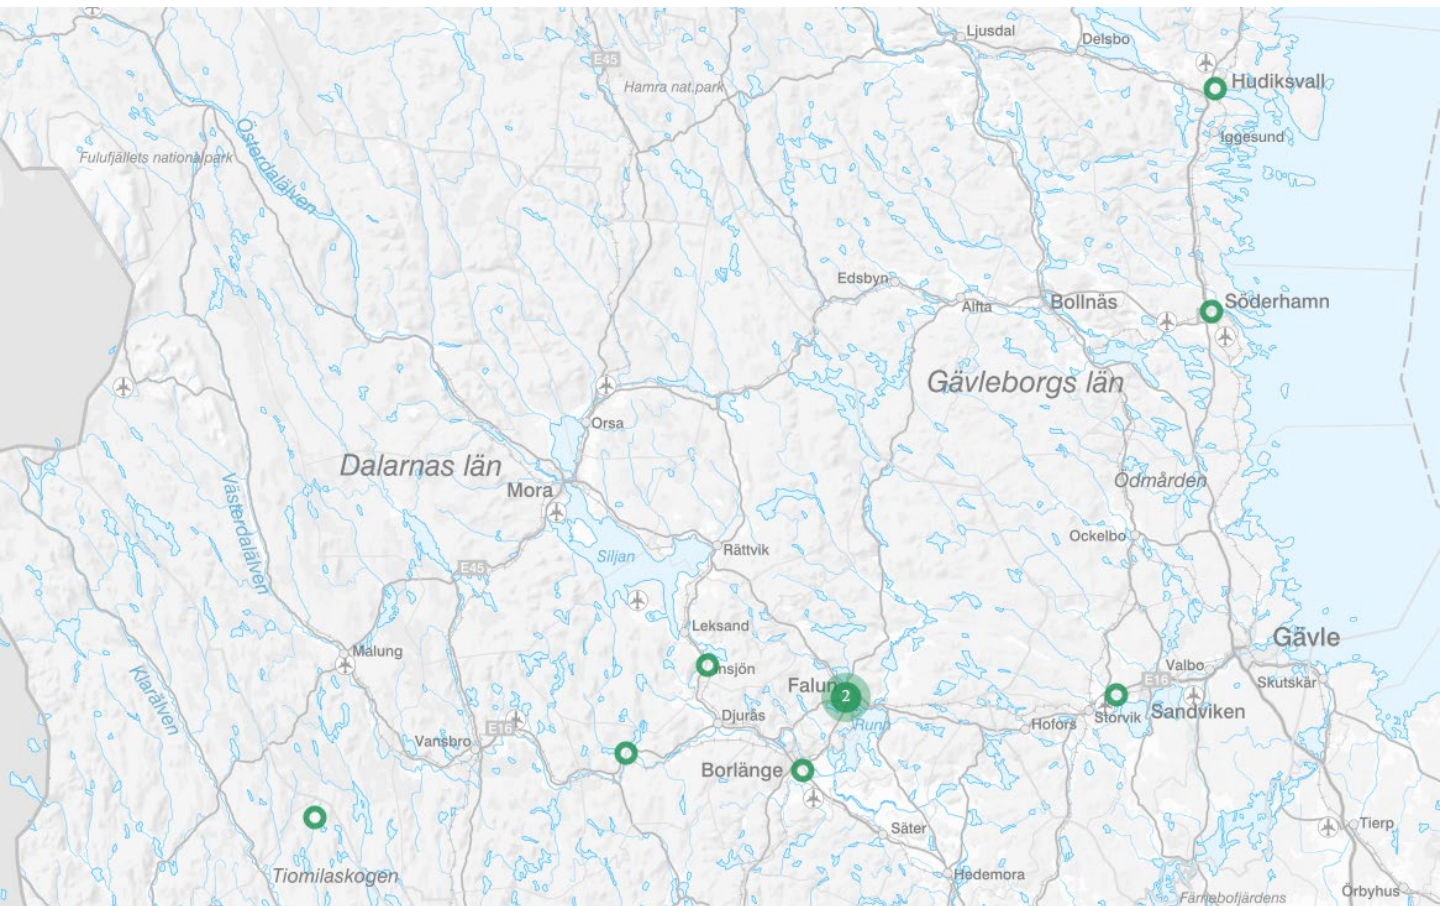 Ljusdal
Delsbo
E45
Hamra nat.park
Hudiksvall
Iggesund
Österdalälven
Fulufjällets nationalpark
Edsbyn
Alfta
Bollnäs
Söderhamn
Gävleborgs län
Orsa
Dalarnas län
Mora
Ödmården
Västerdalälven
Ockelbo
Siljan
Rättvik
E45
Leksand
Gävle
Malung
nsjön
Valbo
E16
Skutskär
Klarälven
Falun
2
Djurås
Runn
Hofors
Storvik
Sandviken
E16
Vansbro
Borlänge
Säter
Tierp
Tiomilaskogen
Hedemora
Färnebofjärdens
Örbyhus